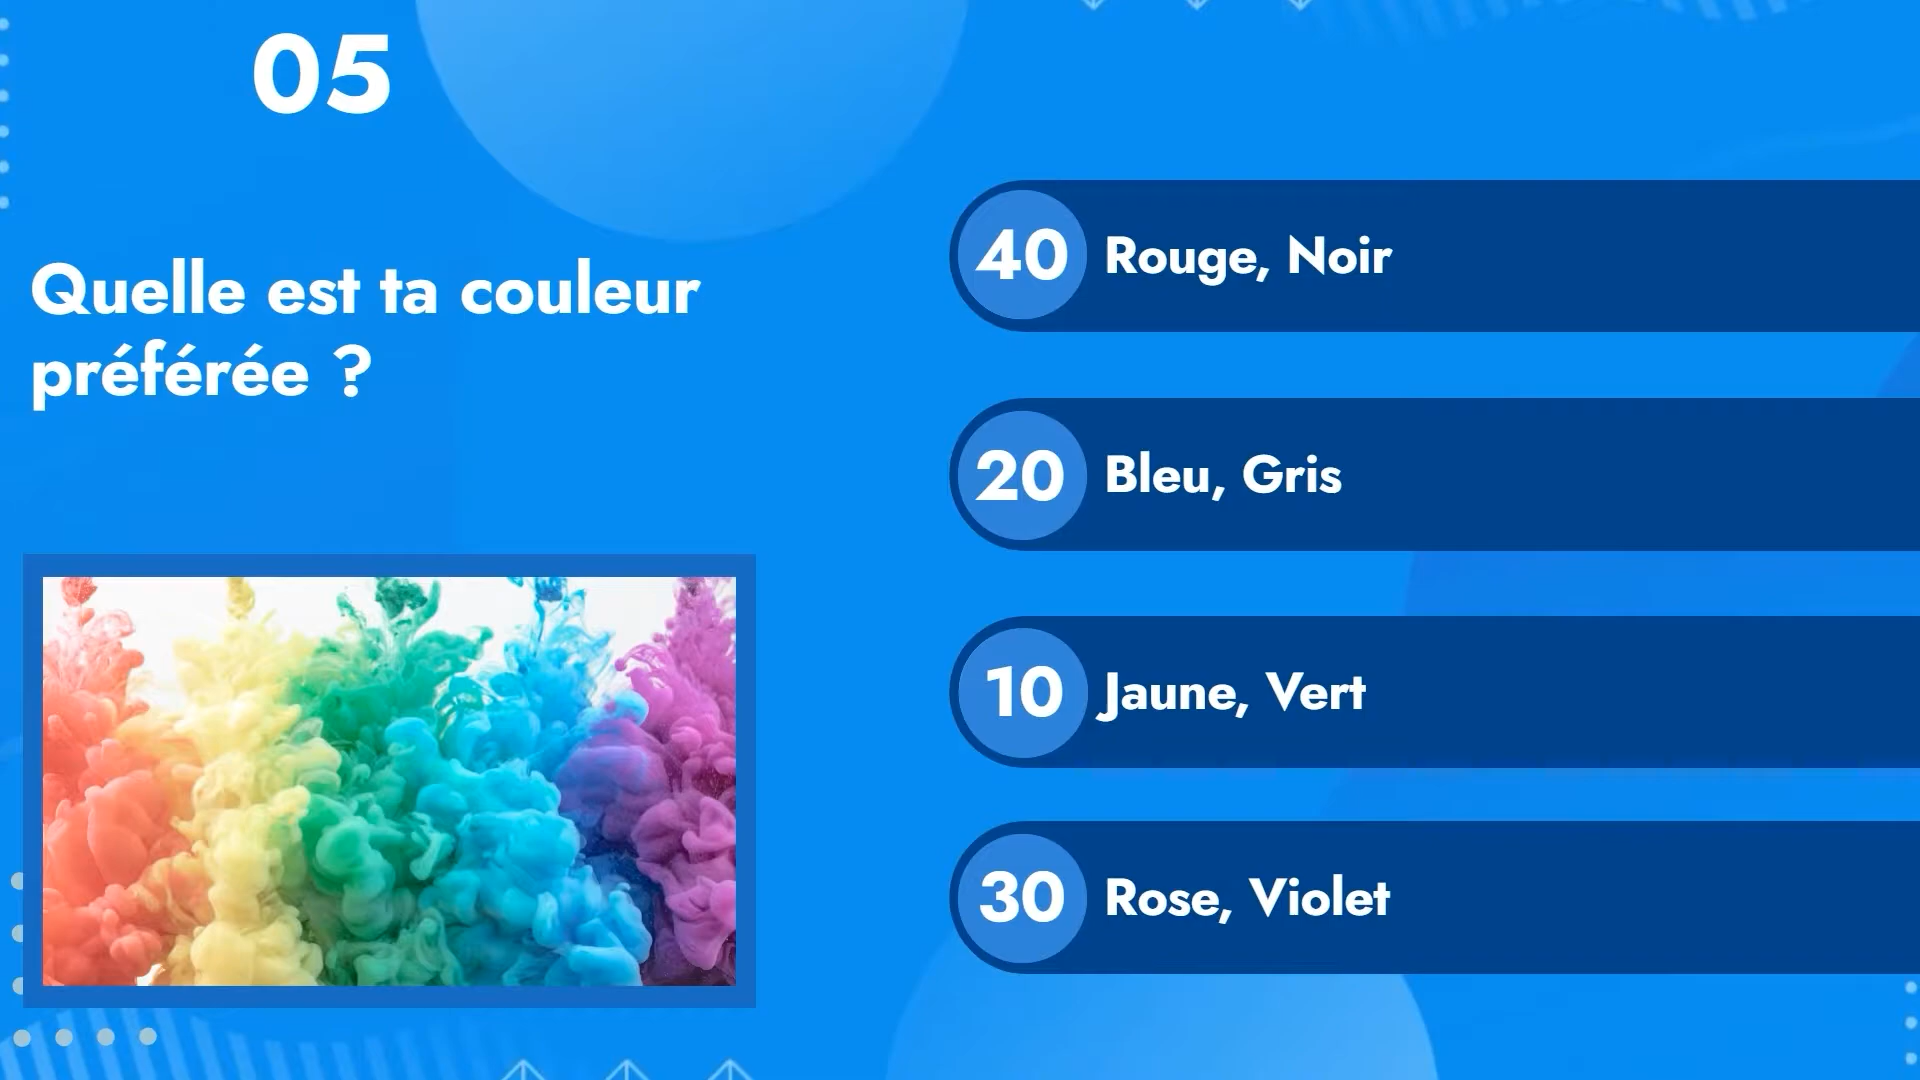 05
Quelle est ta couleur
préférée ?
40 Rouge, Noir
20 Bleu, Gris
10 Jaune, Vert
30 Rose, Violet